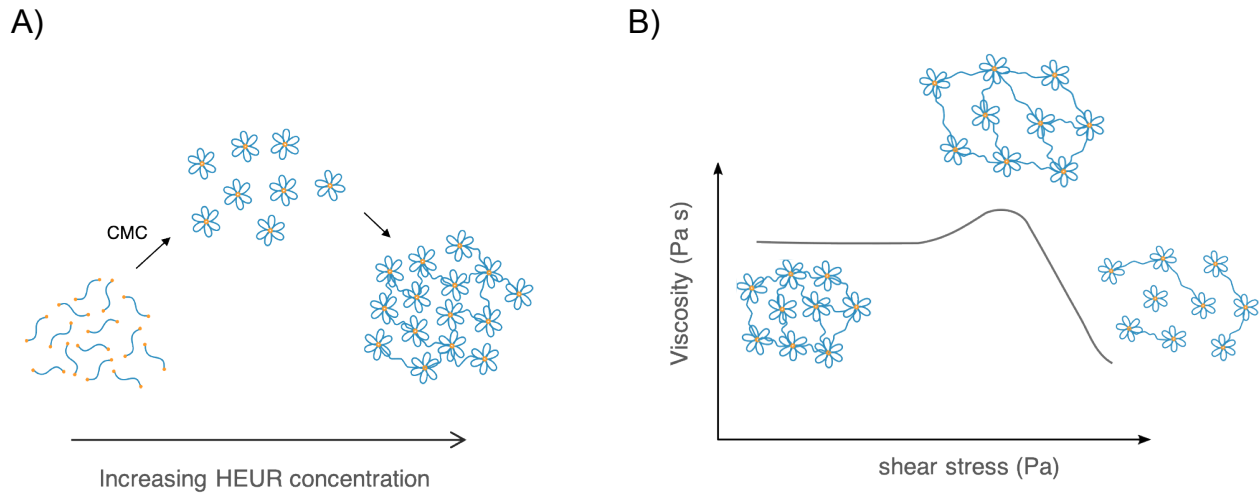 A)
CMC
Increasing HEUR concentration
B)
Viscosity (Pa s)
shear stress (Pa)